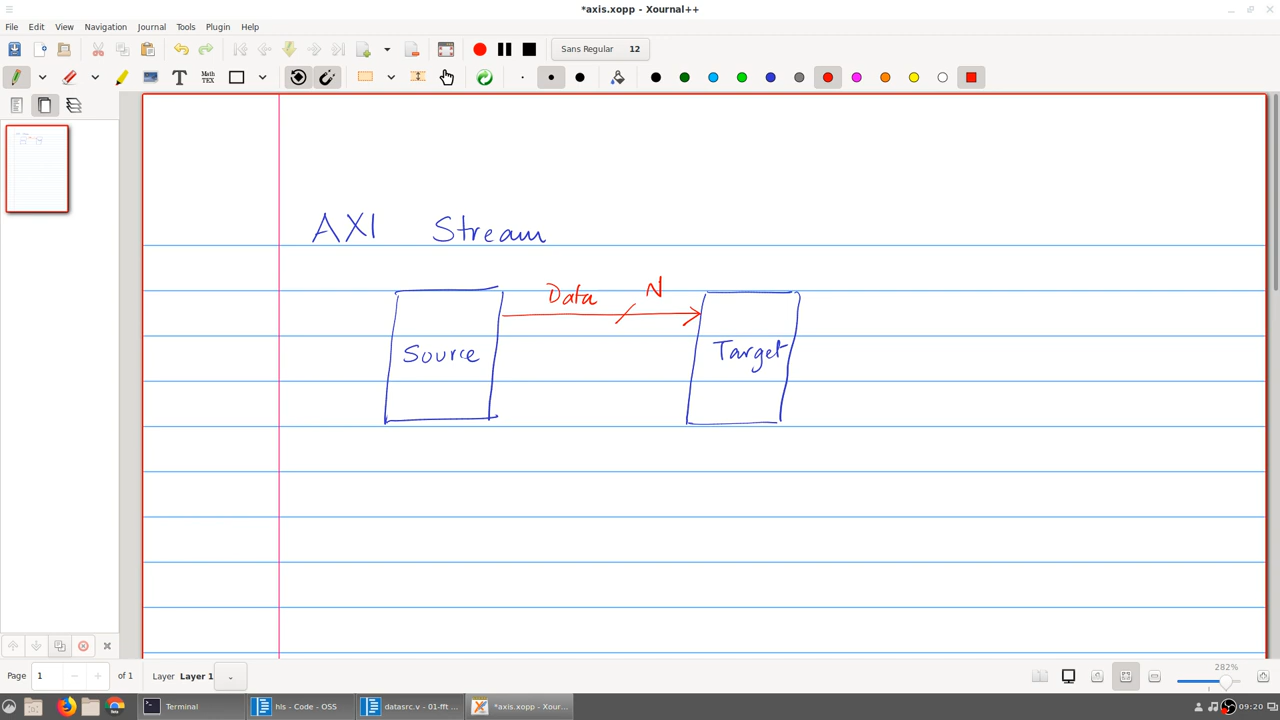 *axis.xopp - Xournal++
File Edit View Navigation Journal Tools Plugin Help
Sans Regular 12
T Math TEX
AXI Stream
Data N
Source Target
Page 1 of 1 Layer Layer 1 282%
Terminal hls - Code - OSS datasrc.v - 01-fft ... *axis.xopp - Xour... 09:20